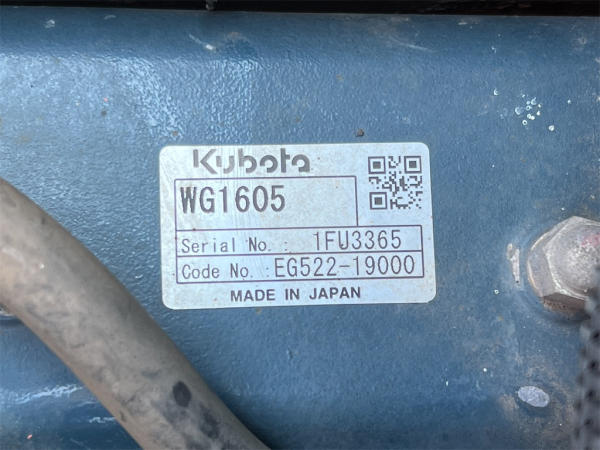 Kubota
WG1605
Serial No. : 1FU3365
Code No. : EG522-19000
MADE IN JAPAN